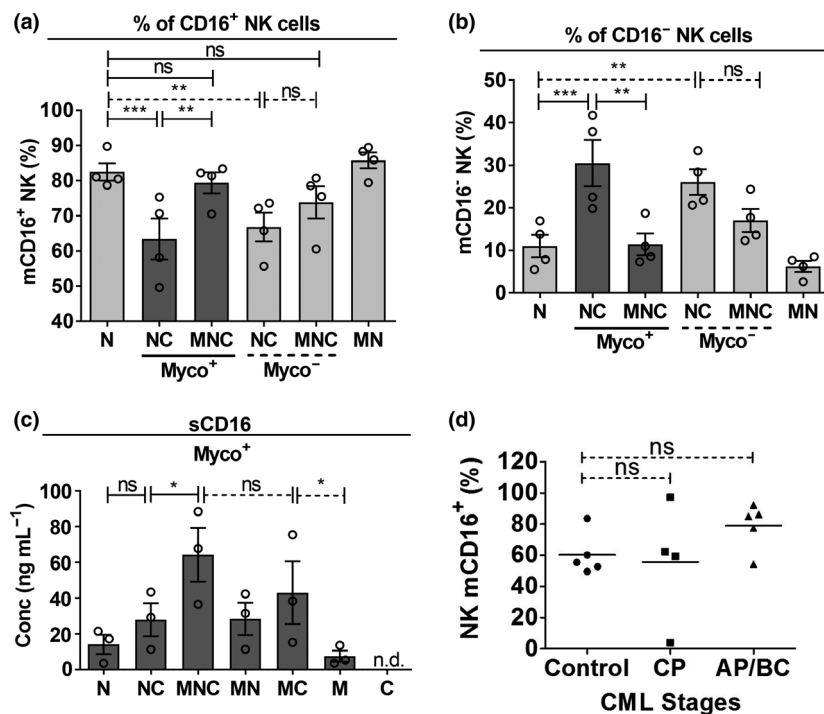 (a)
% of CD16⁺ NK cells
ns
ns
**
ns
*** **
mCD16⁺ NK (%)
100
90
80
70
60
50
40
N NC MNC NC MNC MN
Myco⁺ Myco⁻
(b)
% of CD16⁻ NK cells
** ns
*** **
mCD16⁻ NK (%)
50
40
30
20
10
0
N NC MNC NC MNC MN
Myco⁺ Myco⁻
(c)
sCD16
Myco⁺
ns * ns *
Conc (ng mL⁻¹)
100
80
60
40
20
0
n.d.
N NC MNC MN MC M C
(d)
ns
ns
NK mCD16⁺ (%)
120
100
80
60
40
20
0
Control CP AP/BC
CML Stages